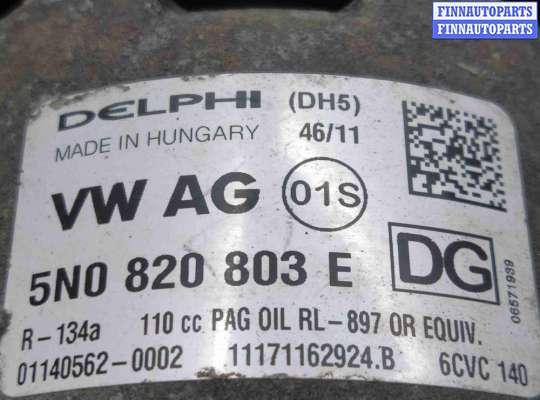 FINNAUTOPARTS
FINNAUTOPARTS
DELPHI (DH5)
MADE IN HUNGARY 46/11
VW AG 01S
5N0 820 803 E DG
06571939
R-134a 110 cc PAG OIL RL-897 OR EQUIV.
01140562-0002 11171162924.B 6CVC 140